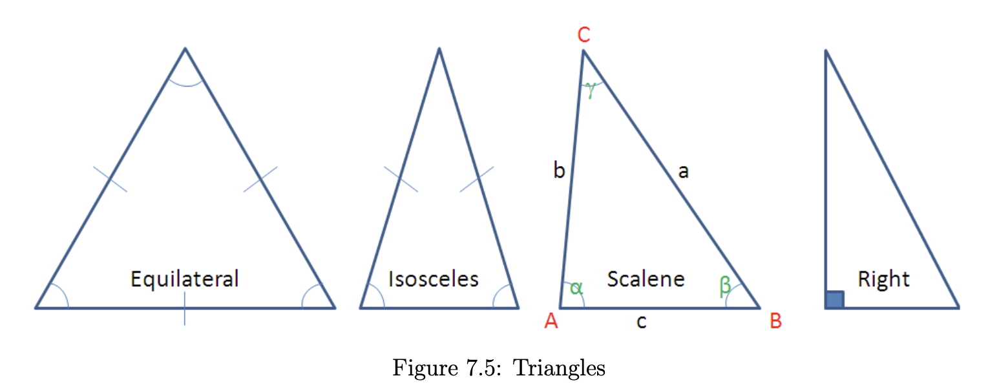 C
γ
b a
Equilateral Isosceles α Scalene β Right
A c B
Figure 7.5: Triangles